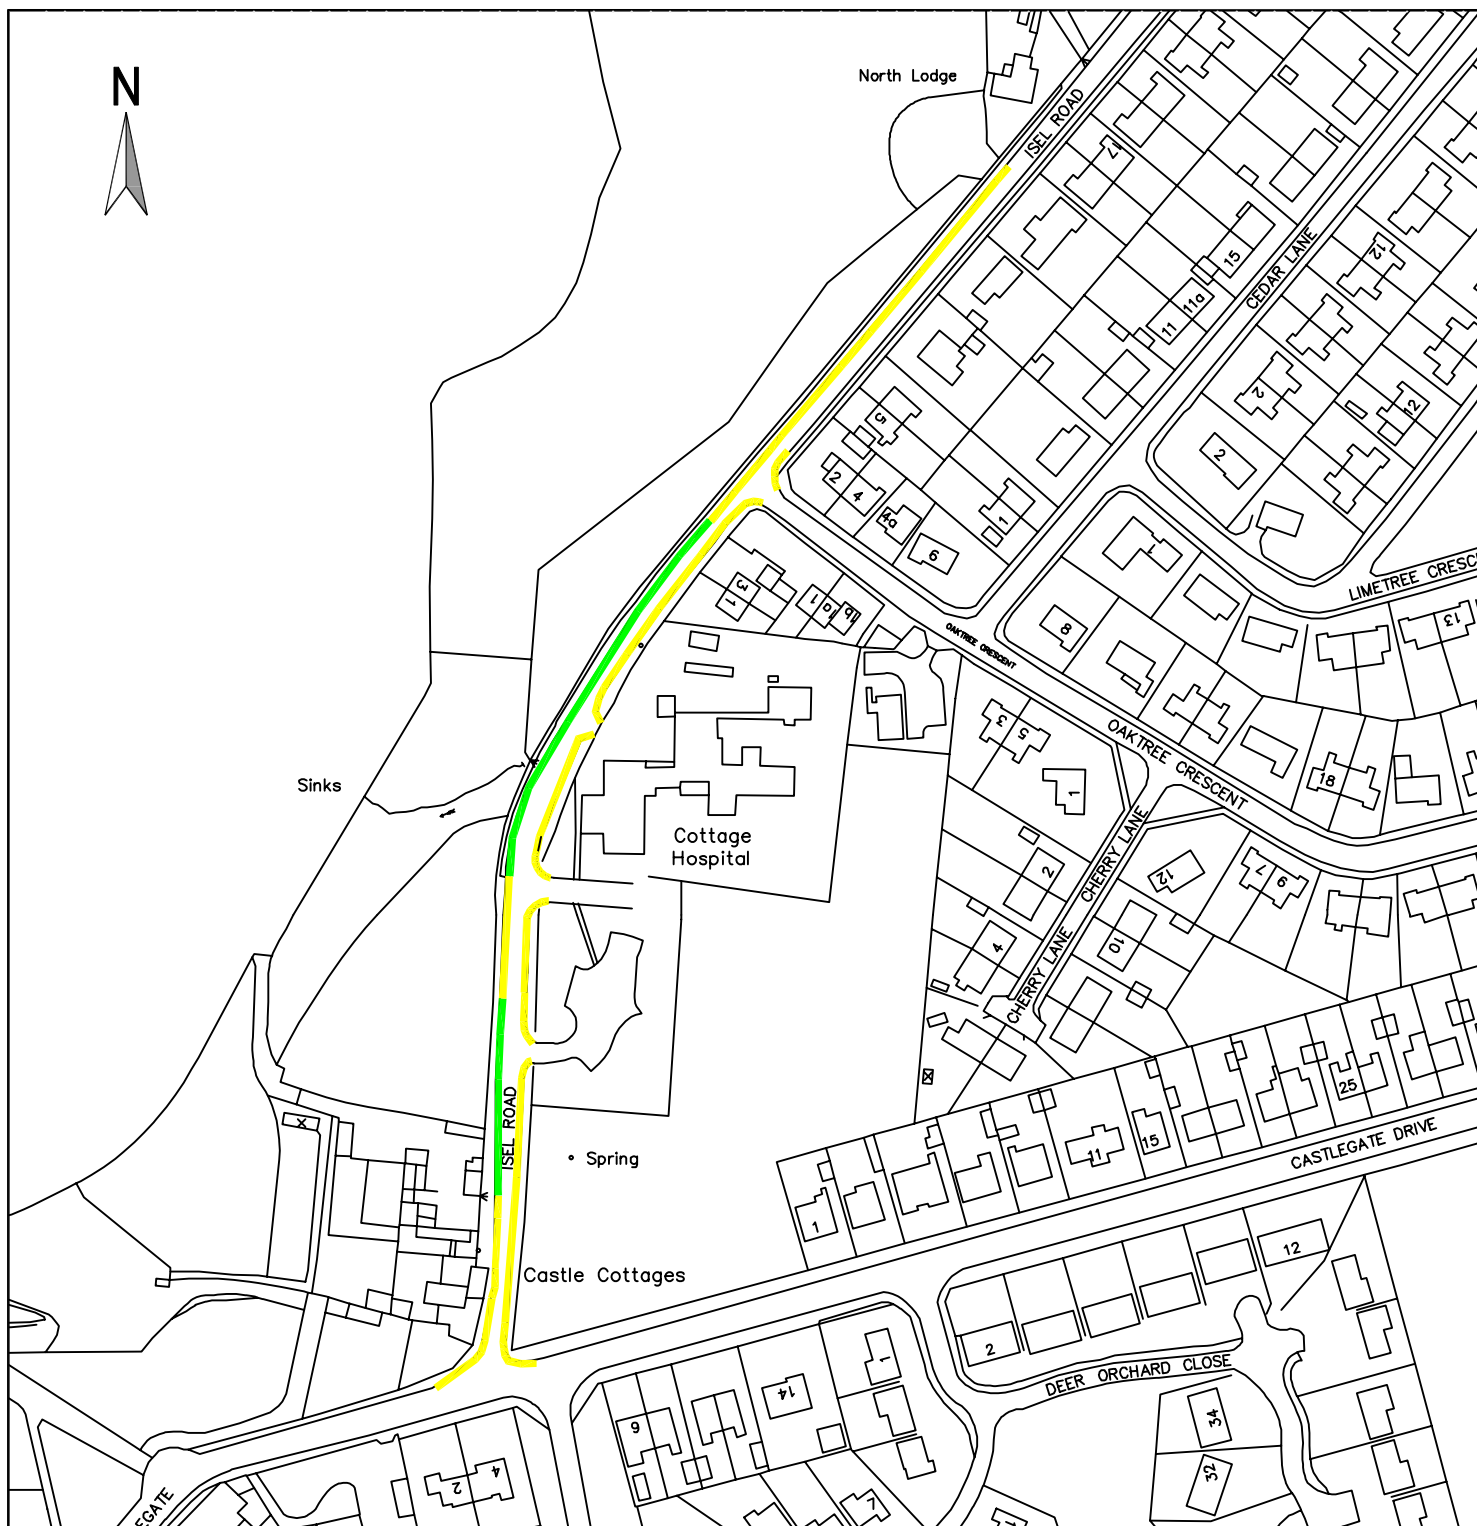 N
North Lodge
ISEL ROAD
17
15
11a
11
CEDAR LANE
12
5
2
4
4a
6
1
2
2
12
LIMETREE CRESC
13
3
1
1
1a
1b
8
1
OAKTREE CRESCENT
3
5
OAKTREE CRESCENT
18
1
Sinks
Cottage
Hospital
CHERRY LANE
2
12
7
9
10
4
CHERRY LANE
ISEL ROAD
Spring
25
15
11
1
CASTLEGATE DRIVE
Castle Cottages
12
2
DEER ORCHARD CLOSE
1
14
34
32
2
4
7
1
EGATE